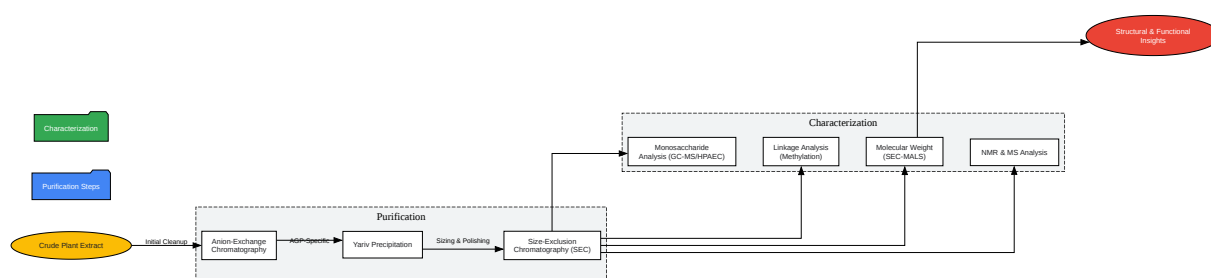 Structural & Functional
Insights
Characterization
Characterization
Monosaccharide
Analysis (GC-MS/HPAEC)
Linkage Analysis
(Methylation)
Molecular Weight
(SEC-MALS)
NMR & MS Analysis
Purification Steps
Purification
Crude Plant Extract
Initial Cleanup
Anion-Exchange
Chromatography
AGP-Specific
Yariv Precipitation
Sizing & Polishing
Size-Exclusion
Chromatography (SEC)